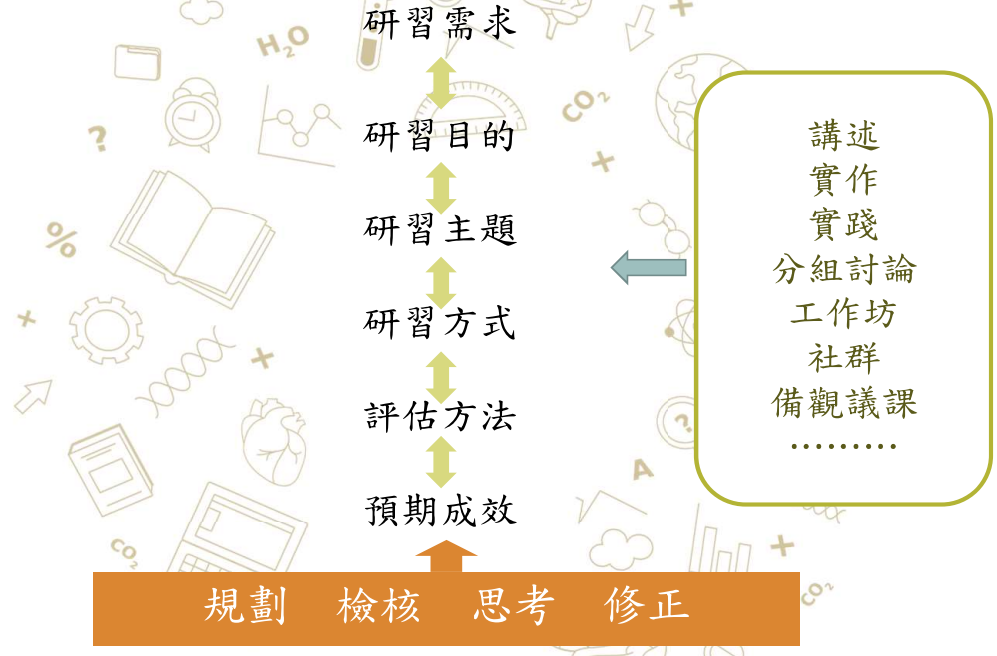 研習需求
H₂O
研習目的
CO₂
?
研習主題
%
研習方式
評估方法
預期成效
講述
實作
實踐
分組討論
工作坊
社群
備觀議課
………
?
A
CO₂
CO₂
規劃 檢核 思考 修正